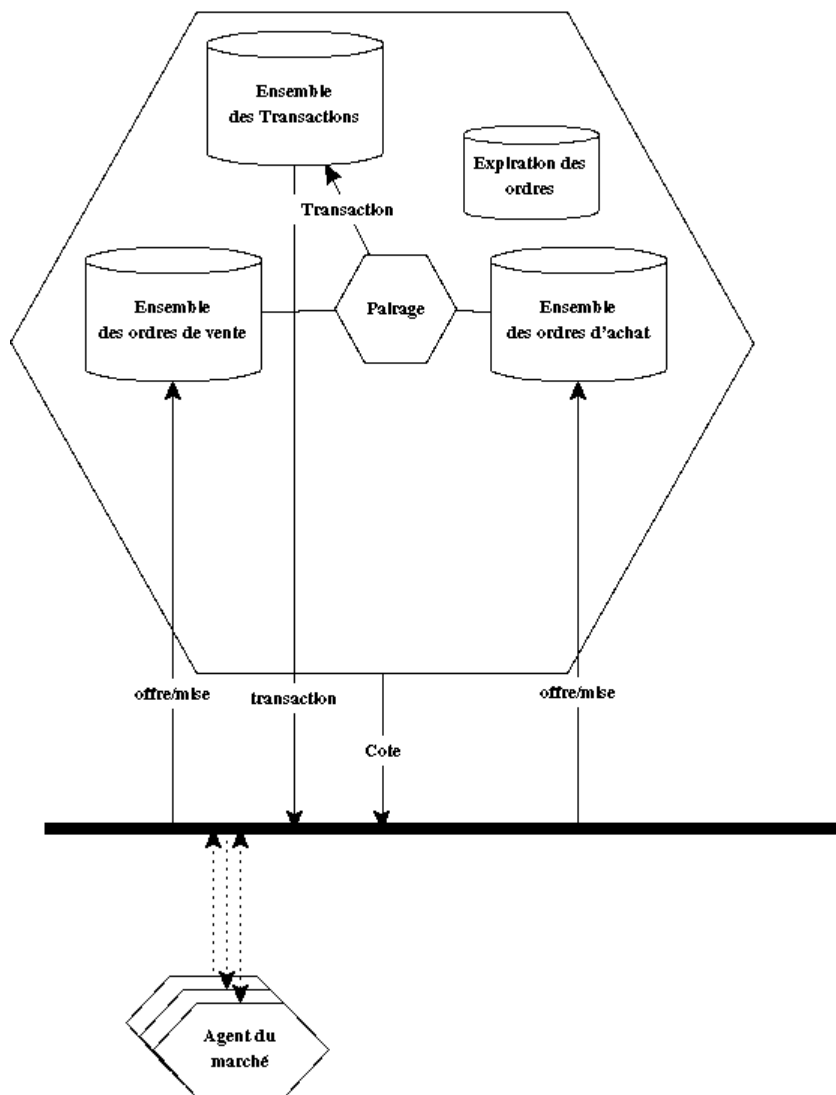 Ensemble
des Transactions
Expiration des
ordres
Transaction
Ensemble
des ordres de vente
Pairage
Ensemble
des ordres d'achat
offre/mise
transaction
offre/mise
Cote
Agent du
marché